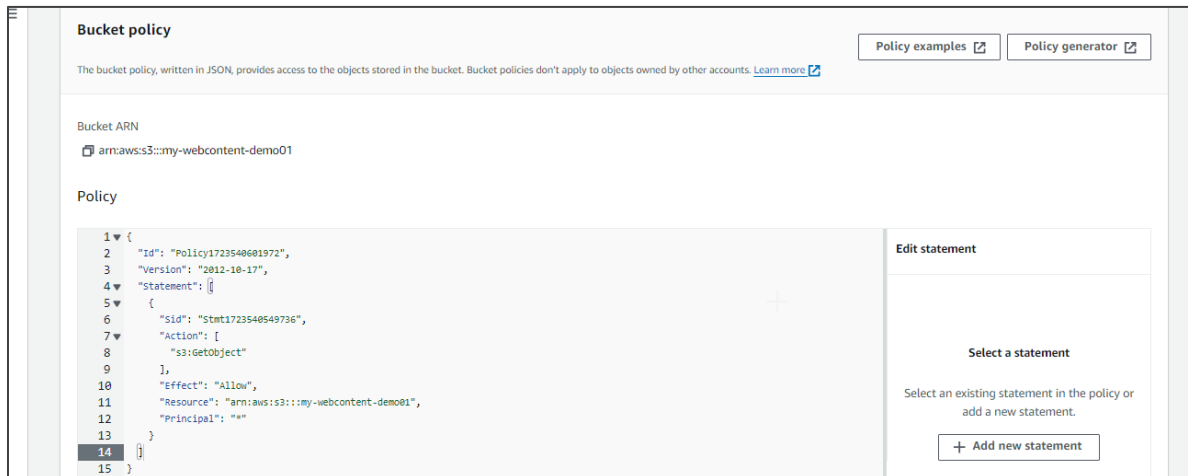 Bucket policy
Policy examples
Policy generator
The bucket policy, written in JSON, provides access to the objects stored in the bucket. Bucket policies don't apply to objects owned by other accounts. Learn more
Bucket ARN
arn:aws:s3:::my-webcontent-demo01
Policy
1 {
2 "Id": "Policy1723540601972",
3 "Version": "2012-10-17",
4 "Statement": [
5 {
6 "Sid": "Stmt1723540549736",
7 "Action": [
8 "s3:GetObject"
9 ],
10 "Effect": "Allow",
11 "Resource": "arn:aws:s3:::my-webcontent-demo01",
12 "Principal": "*"
13 }
14 ]
15 }
Edit statement
Select a statement
Select an existing statement in the policy or
add a new statement.
+ Add new statement